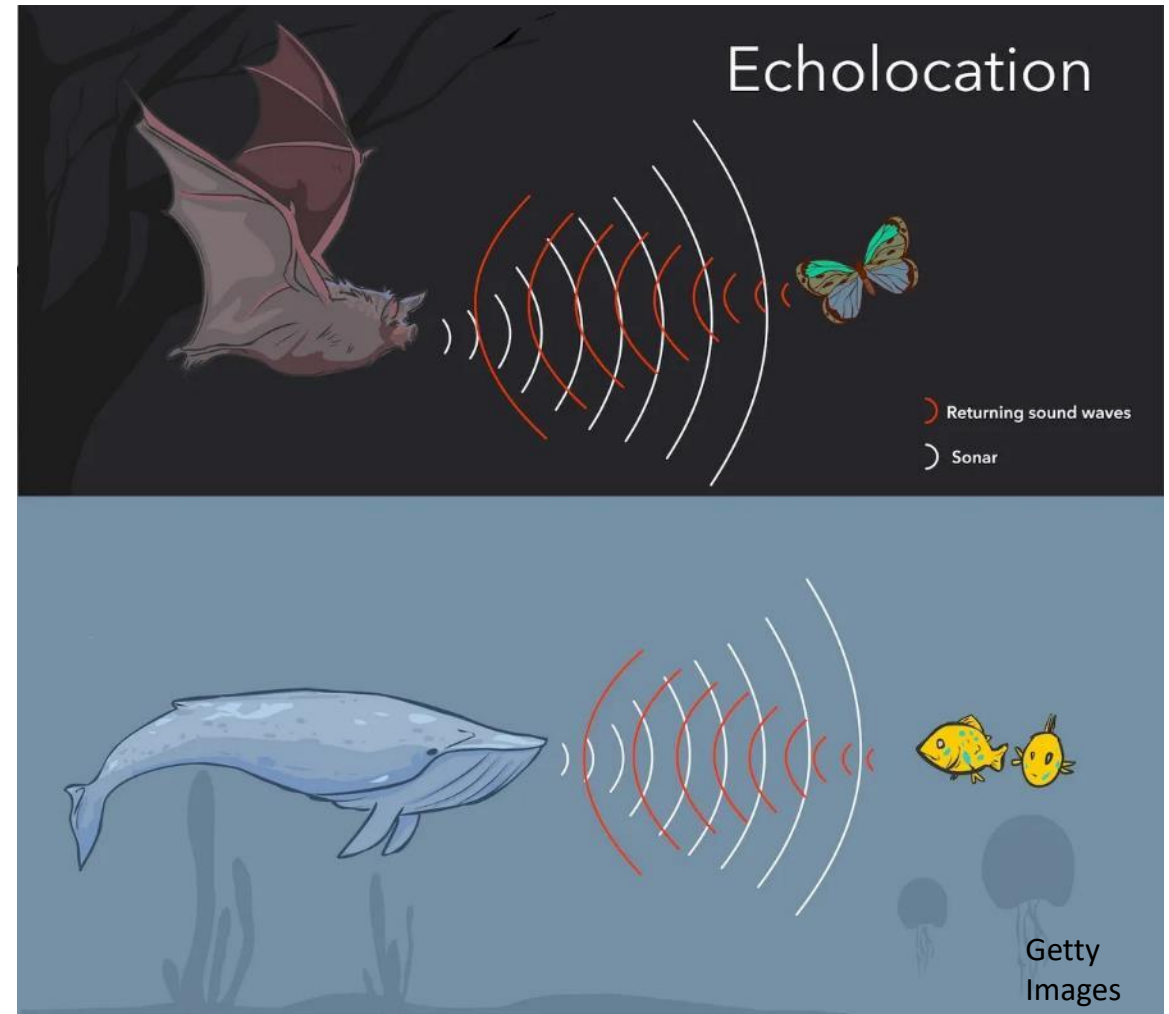 Echolocation
Returning sound waves
Sonar
Getty
Images